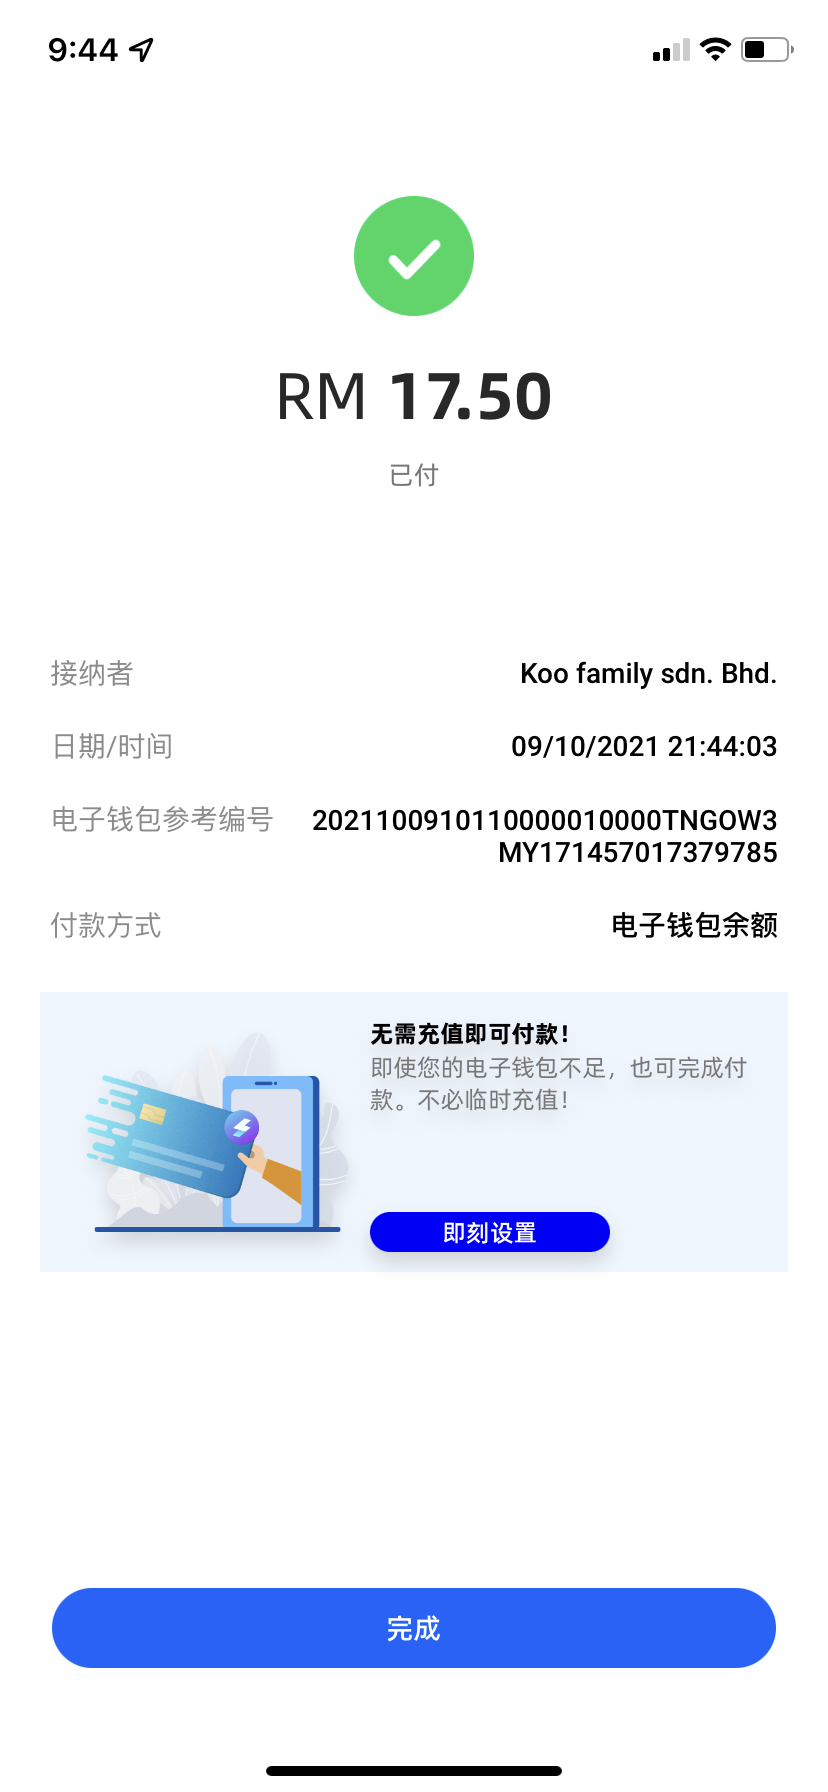 9:44
RM 17.50
已付
接纳者
Koo family sdn. Bhd.
日期/时间
09/10/2021 21:44:03
电子钱包参考编号
20211009101110000010000TNGOW3
MY171457017379785
付款方式
电子钱包余额
无需充值即可付款!
即使您的电子钱包不足，也可完成付
款。不必临时充值!
即刻设置
完成